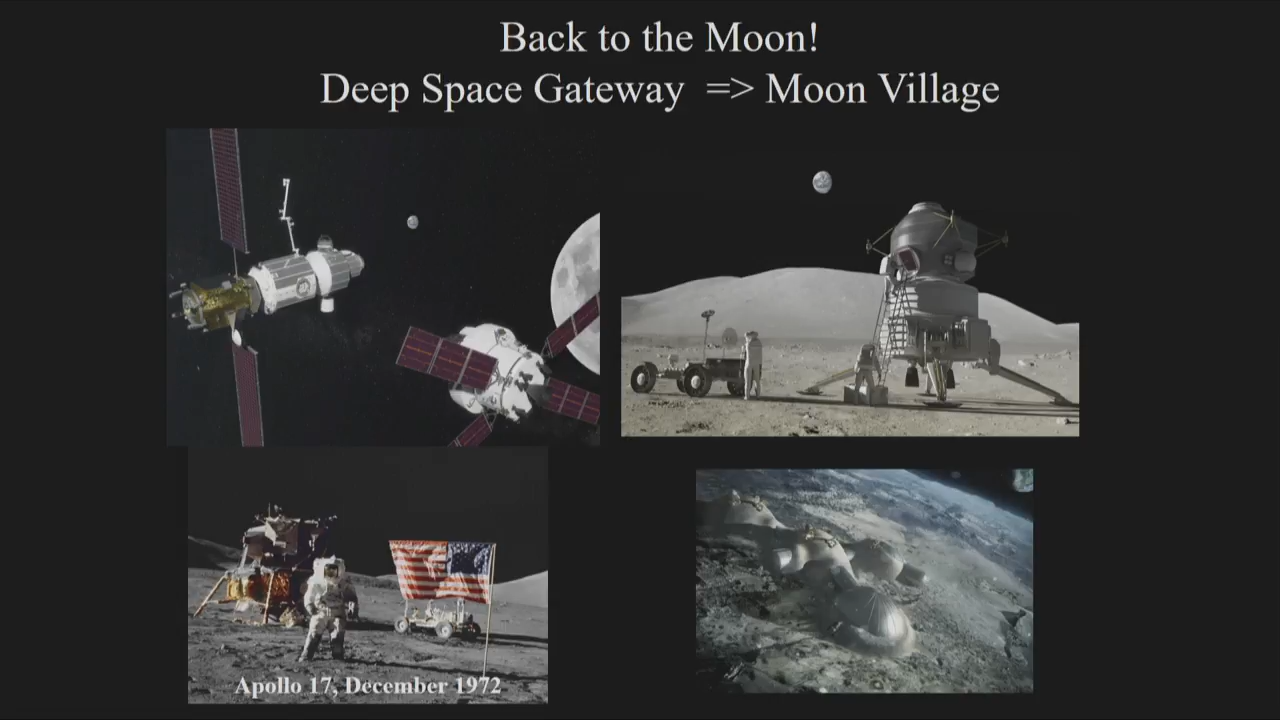 Back to the Moon!
Deep Space Gateway => Moon Village
Apollo 17, December 1972